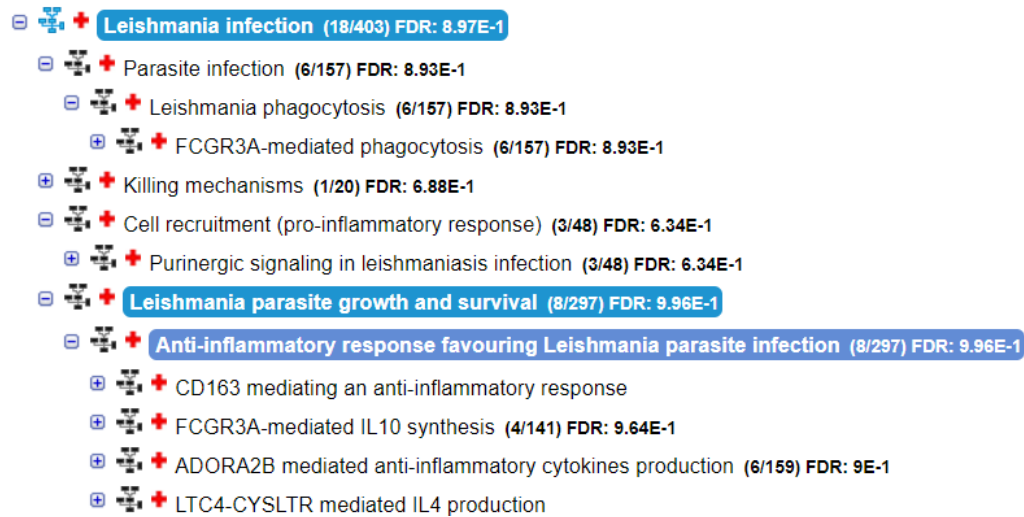 Leishmania infection (18/403) FDR: 8.97E-1
Parasite infection (6/157) FDR: 8.93E-1
Leishmania phagocytosis (6/157) FDR: 8.93E-1
FCGR3A-mediated phagocytosis (6/157) FDR: 8.93E-1
Killing mechanisms (1/20) FDR: 6.88E-1
Cell recruitment (pro-inflammatory response) (3/48) FDR: 6.34E-1
Purinergic signaling in leishmaniasis infection (3/48) FDR: 6.34E-1
Leishmania parasite growth and survival (8/297) FDR: 9.96E-1
Anti-inflammatory response favouring Leishmania parasite infection (8/297) FDR: 9.96E-1
CD163 mediating an anti-inflammatory response
FCGR3A-mediated IL10 synthesis (4/141) FDR: 9.64E-1
ADORA2B mediated anti-inflammatory cytokines production (6/159) FDR: 9E-1
LTC4-CYSLTR mediated IL4 production